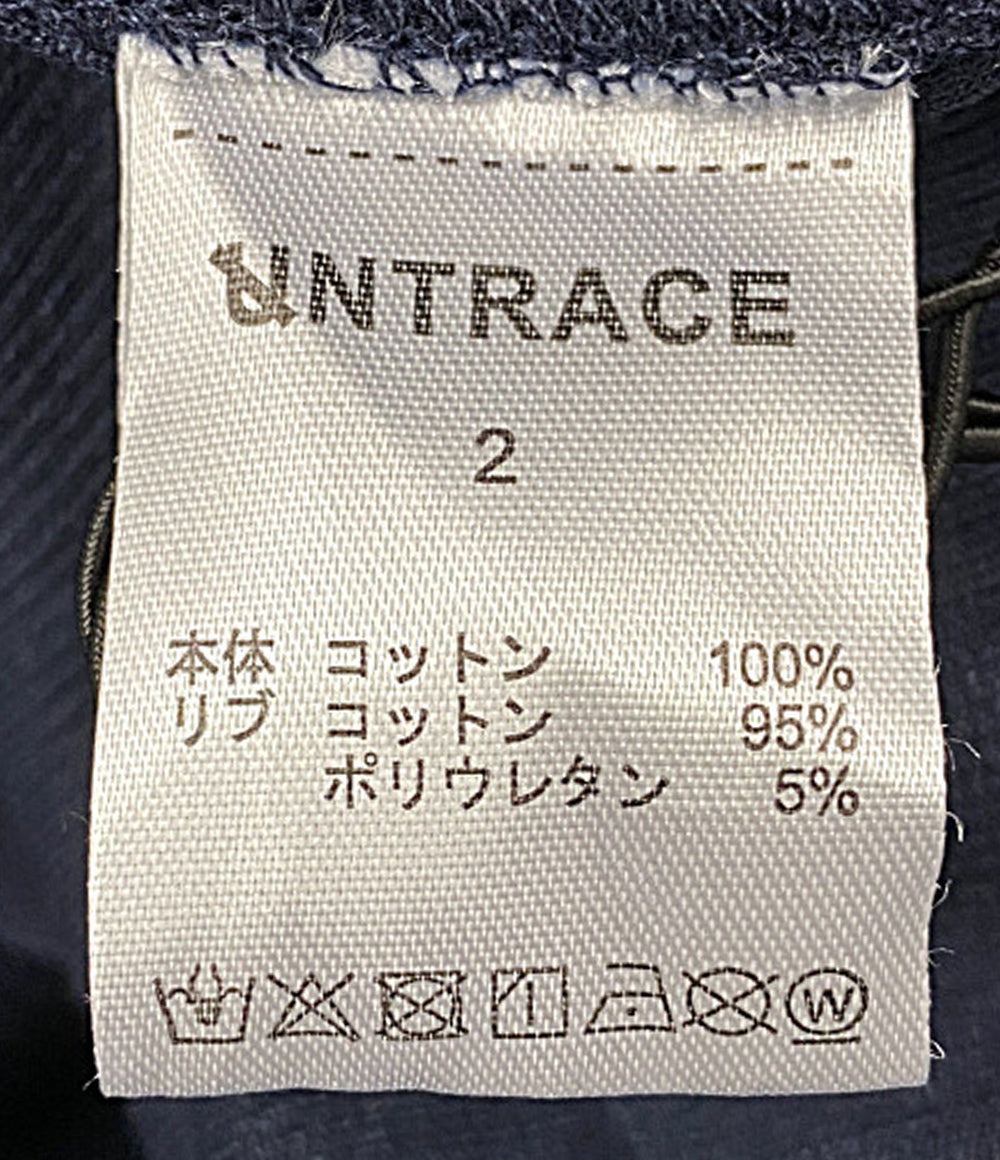 UNTRACE
2
本体 コットン 100%
リブ コットン 95%
ポリウレタン 5%
W